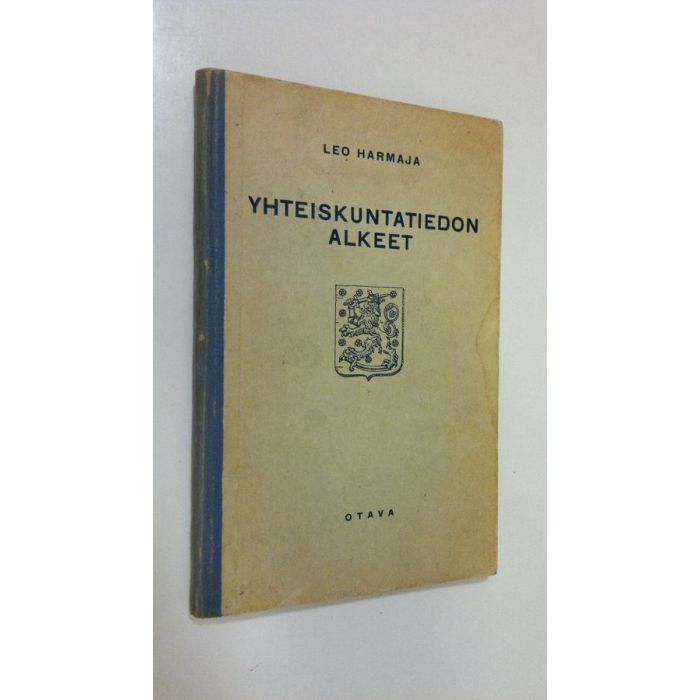 LEO HARMAJA
YHTEISKUNTATIEDON
ALKEET
OTAVA